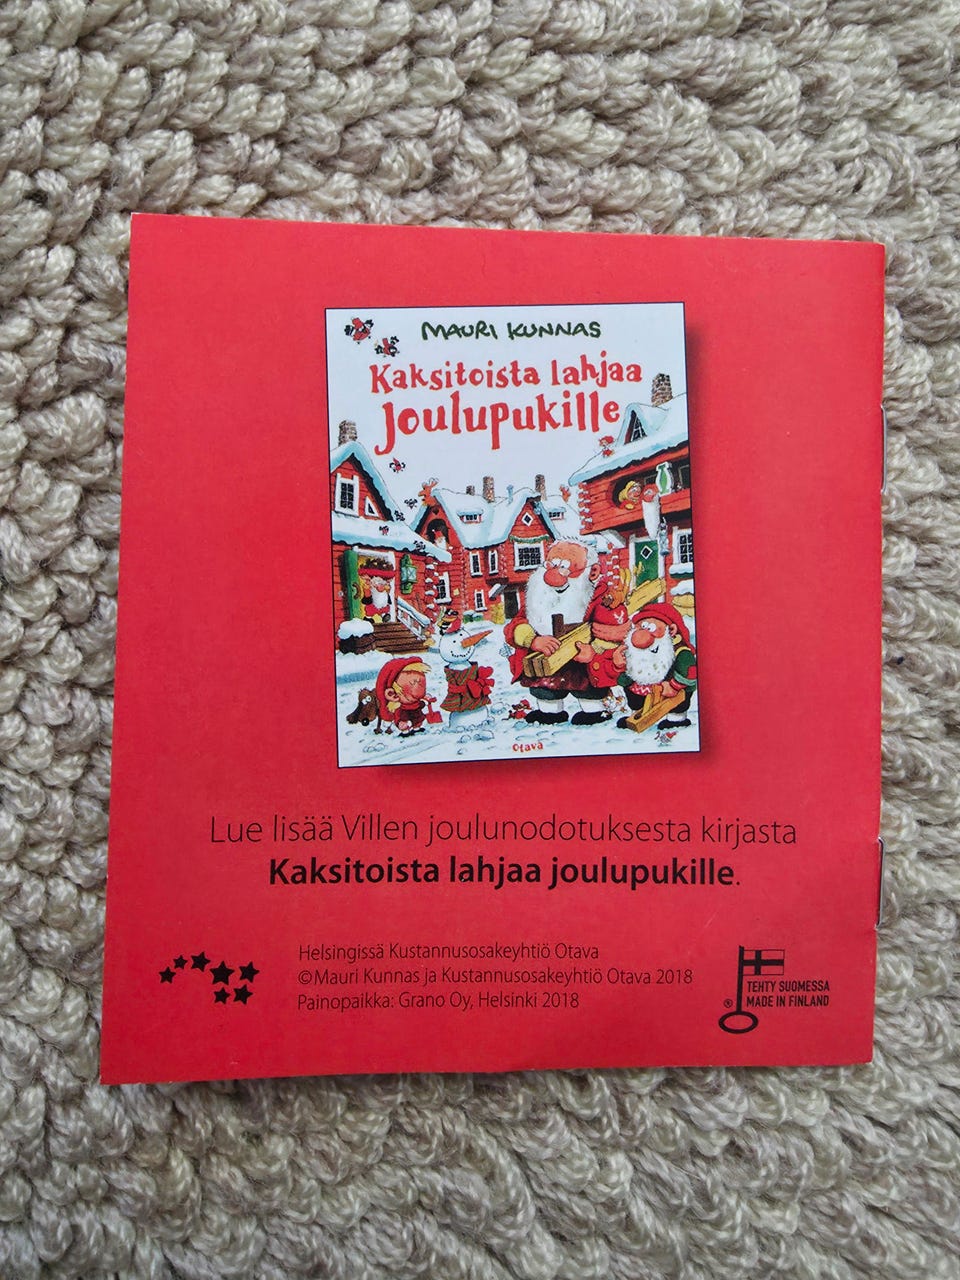 MAURI KUNNAS
Kaksitoista lahjaa
joulupukille
Otava
Lue lisää Villen joulunodotuksesta kirjasta
Kaksitoista lahjaa joulupukille.
Helsingissä Kustannusosakeyhtiö Otava
©Mauri Kunnas ja Kustannusosakeyhtiö Otava 2018
Painopaikka: Grano Oy, Helsinki 2018
TEHTY SUOMESSA
® MADE IN FINLAND